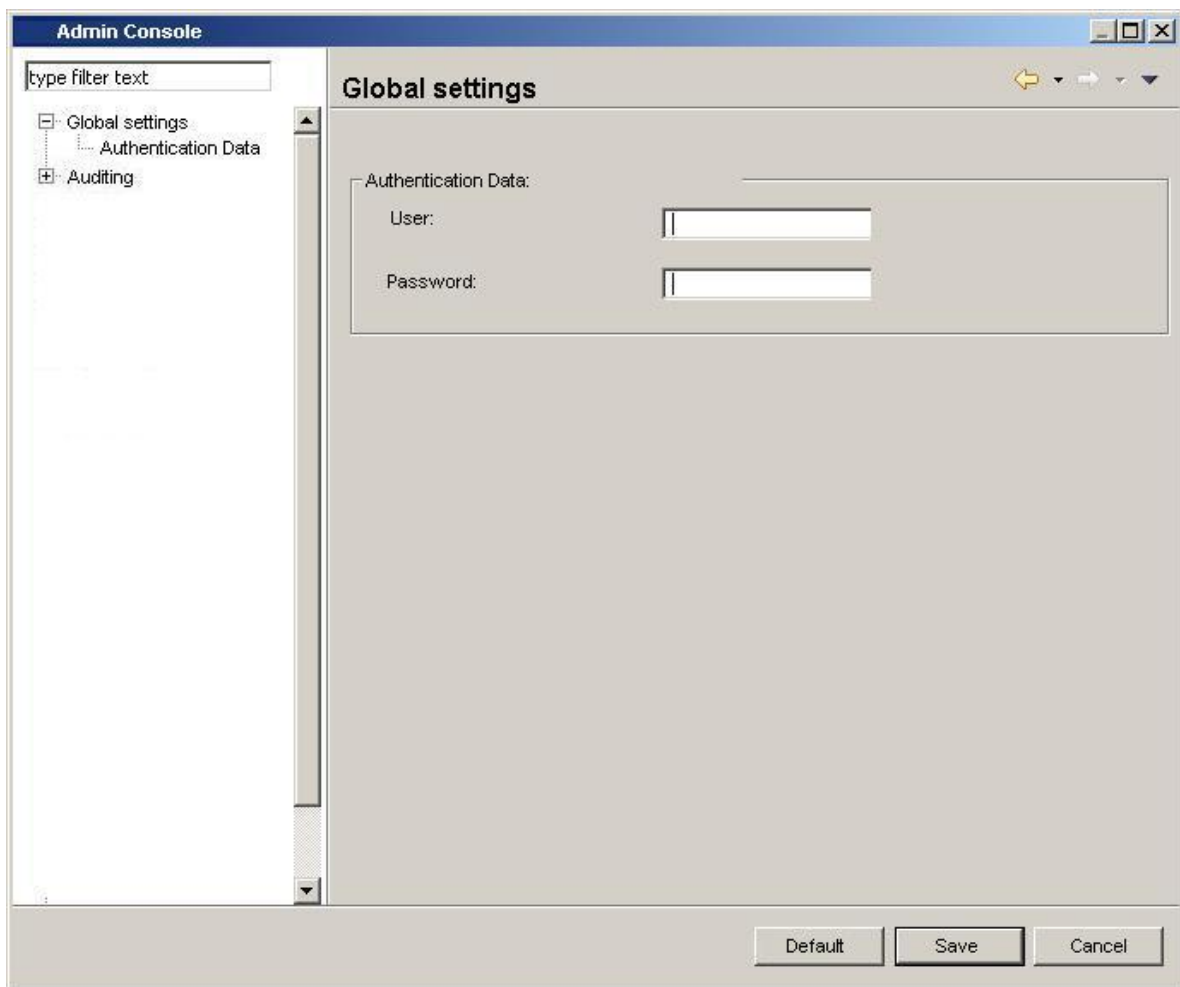 Admin Console
type filter text
Global settings
Authentication Data
Auditing
Global settings
Authentication Data:
User:
Password:
Default
Save
Cancel